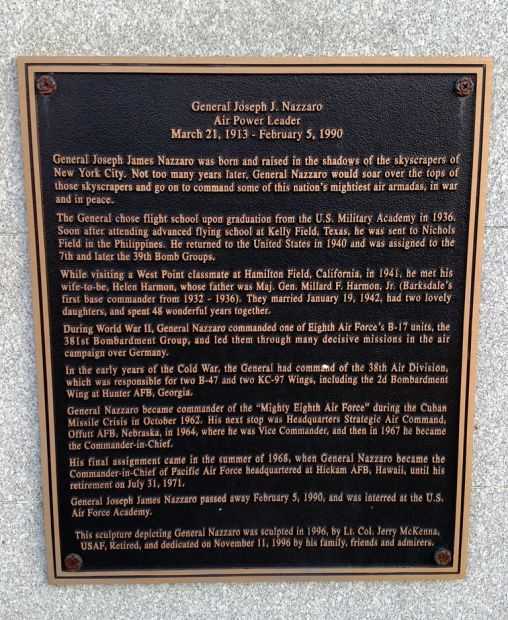 General Joseph J. Nazzaro
Air Power Leader
March 21, 1913 - February 5, 1990
General Joseph James Nazzaro was born and raised in the shadows of the skyscrapers of
New York City. Not too many years later, General Nazzaro would soar over the tops of
those skyscrapers and go on to command some of this nation's mightiest air armadas, in war
and in peace.
The General chose flight school upon graduation from the U.S. Military Academy in 1936.
Soon after attending advanced flying school at Kelly Field, Texas, he was sent to Nichols
Field in the Philippines. He returned to the United States in 1940 and was assigned to the
7th and later the 39th Bomb Groups.
While visiting a West Point classmate at Hamilton Field, California, in 1941, he met his
wife-to-be, Helen Harmon, whose father was Maj. Gen. Millard F. Harmon, Jr. (Barksdale's
first base commander from 1932 - 1936). They married January 19, 1942, had two lovely
daughters, and spent 48 wonderful years together.
During World War II, General Nazzaro commanded one of Eighth Air Force's B-17 units, the
381st Bombardment Group, and led them through many decisive missions in the air
campaign over Germany.
In the early years of the Cold War, the General had command of the 38th Air Division,
which was responsible for two B-47 and two KC-97 Wings, including the 2d Bombardment
Wing at Hunter AFB, Georgia.
General Nazzaro became commander of the "Mighty Eighth Air Force" during the Cuban
Missile Crisis in October 1962. His next stop was Headquarters Strategic Air Command,
Offutt AFB, Nebraska, in 1964, where he was Vice Commander, and then in 1967 he became
the Commander-in-Chief.
His final assignment came in the summer of 1968, when General Nazzaro became the
Commander-in-Chief of Pacific Air Force headquartered at Hickam AFB, Hawaii, until his
retirement on July 31, 1971.
General Joseph James Nazzaro passed away February 5, 1990, and was interred at the U.S.
Air Force Academy.
This sculpture depicting General Nazzaro was sculpted in 1996, by Lt. Col. Jerry McKenna,
USAF, Retired, and dedicated on November 11, 1996 by his family, friends and admirers.